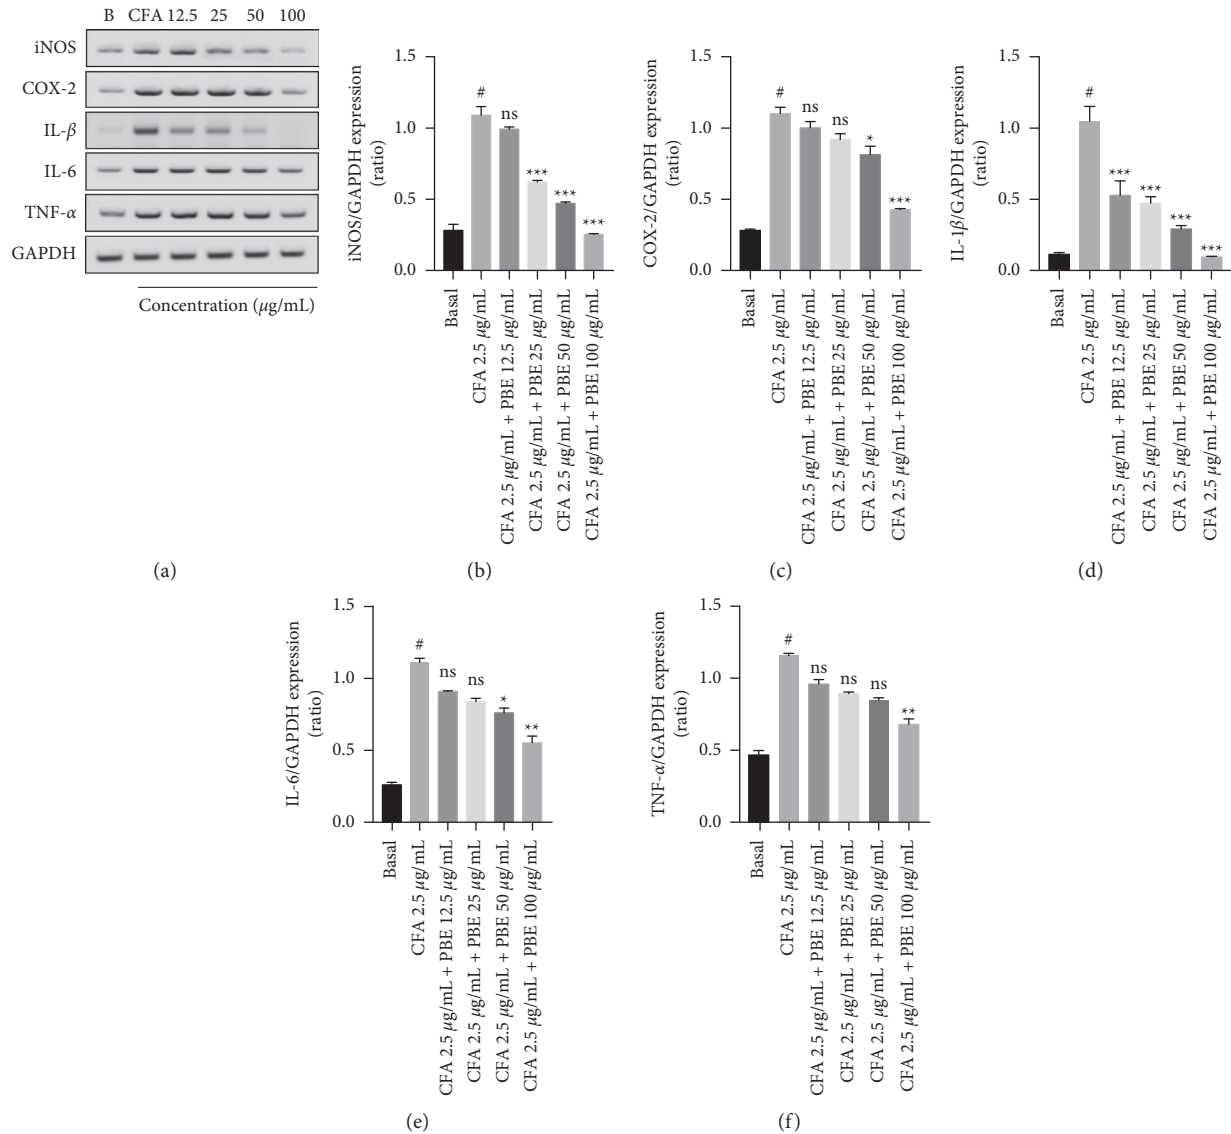 B CFA 12.5 25 50 100
iNOS
COX-2
IL-β
IL-6
TNF-α
GAPDH
Concentration (μg/mL)
(a)
iNOS/GAPDH expression
(ratio)
1.5
1.0
0.5
0.0
#
ns
***
***
***
Basal
CFA 2.5 μg/mL
CFA 2.5 μg/mL + PBE 12.5 μg/mL
CFA 2.5 μg/mL + PBE 25 μg/mL
CFA 2.5 μg/mL + PBE 50 μg/mL
CFA 2.5 μg/mL + PBE 100 μg/mL
(b)
COX-2/GAPDH expression
(ratio)
1.5
1.0
0.5
0.0
#
ns
ns
*
***
Basal
CFA 2.5 μg/mL
CFA 2.5 μg/mL + PBE 12.5 μg/mL
CFA 2.5 μg/mL + PBE 25 μg/mL
CFA 2.5 μg/mL + PBE 50 μg/mL
CFA 2.5 μg/mL + PBE 100 μg/mL
(c)
IL-1β/GAPDH expression
(ratio)
1.5
1.0
0.5
0.0
#
***
***
***
***
Basal
CFA 2.5 μg/mL
CFA 2.5 μg/mL + PBE 12.5 μg/mL
CFA 2.5 μg/mL + PBE 25 μg/mL
CFA 2.5 μg/mL + PBE 50 μg/mL
CFA 2.5 μg/mL + PBE 100 μg/mL
(d)
IL-6/GAPDH expression
(ratio)
1.5
1.0
0.5
0.0
#
ns
ns
*
**
Basal
CFA 2.5 μg/mL
CFA 2.5 μg/mL + PBE 12.5 μg/mL
CFA 2.5 μg/mL + PBE 25 μg/mL
CFA 2.5 μg/mL + PBE 50 μg/mL
CFA 2.5 μg/mL + PBE 100 μg/mL
(e)
TNF-α/GAPDH expression
(ratio)
1.5
1.0
0.5
0.0
#
ns
ns
ns
**
Basal
CFA 2.5 μg/mL
CFA 2.5 μg/mL + PBE 12.5 μg/mL
CFA 2.5 μg/mL + PBE 25 μg/mL
CFA 2.5 μg/mL + PBE 50 μg/mL
CFA 2.5 μg/mL + PBE 100 μg/mL
(f)